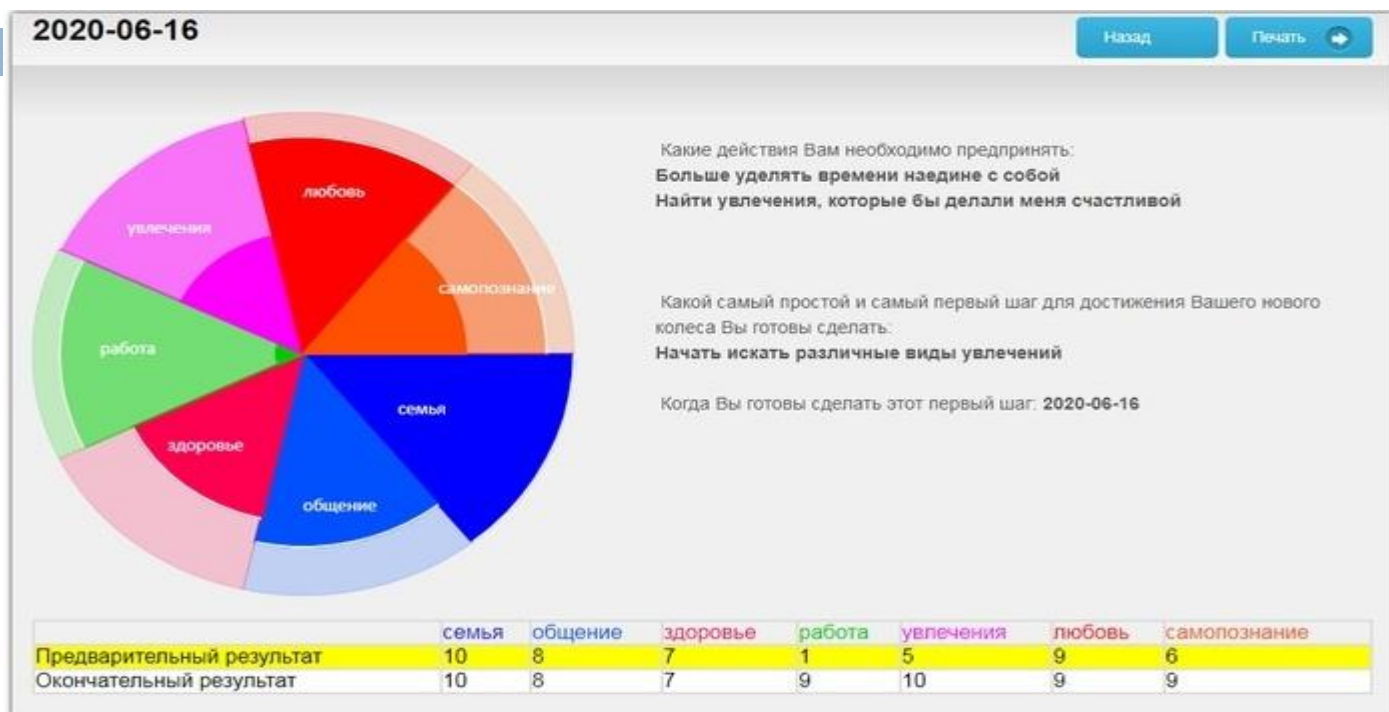 2020-06-16
Назад
Печать
Какие действия Вам необходимо предпринять:
Больше уделять времени наедине с собой
Найти увлечения, которые бы делали меня счастливой
Какой самый простой и самый первый шаг для достижения Вашего нового
колеса Вы готовы сделать:
Начать искать различные виды увлечений
Когда Вы готовы сделать этот первый шаг: 2020-06-16
любовь
увлечения
самопознание
работа
семья
здоровье
общение
семья общение здоровье работа увлечения любовь самопознание
Предварительный результат 10 8 7 1 5 9 6
Окончательный результат 10 8 7 9 10 9 9